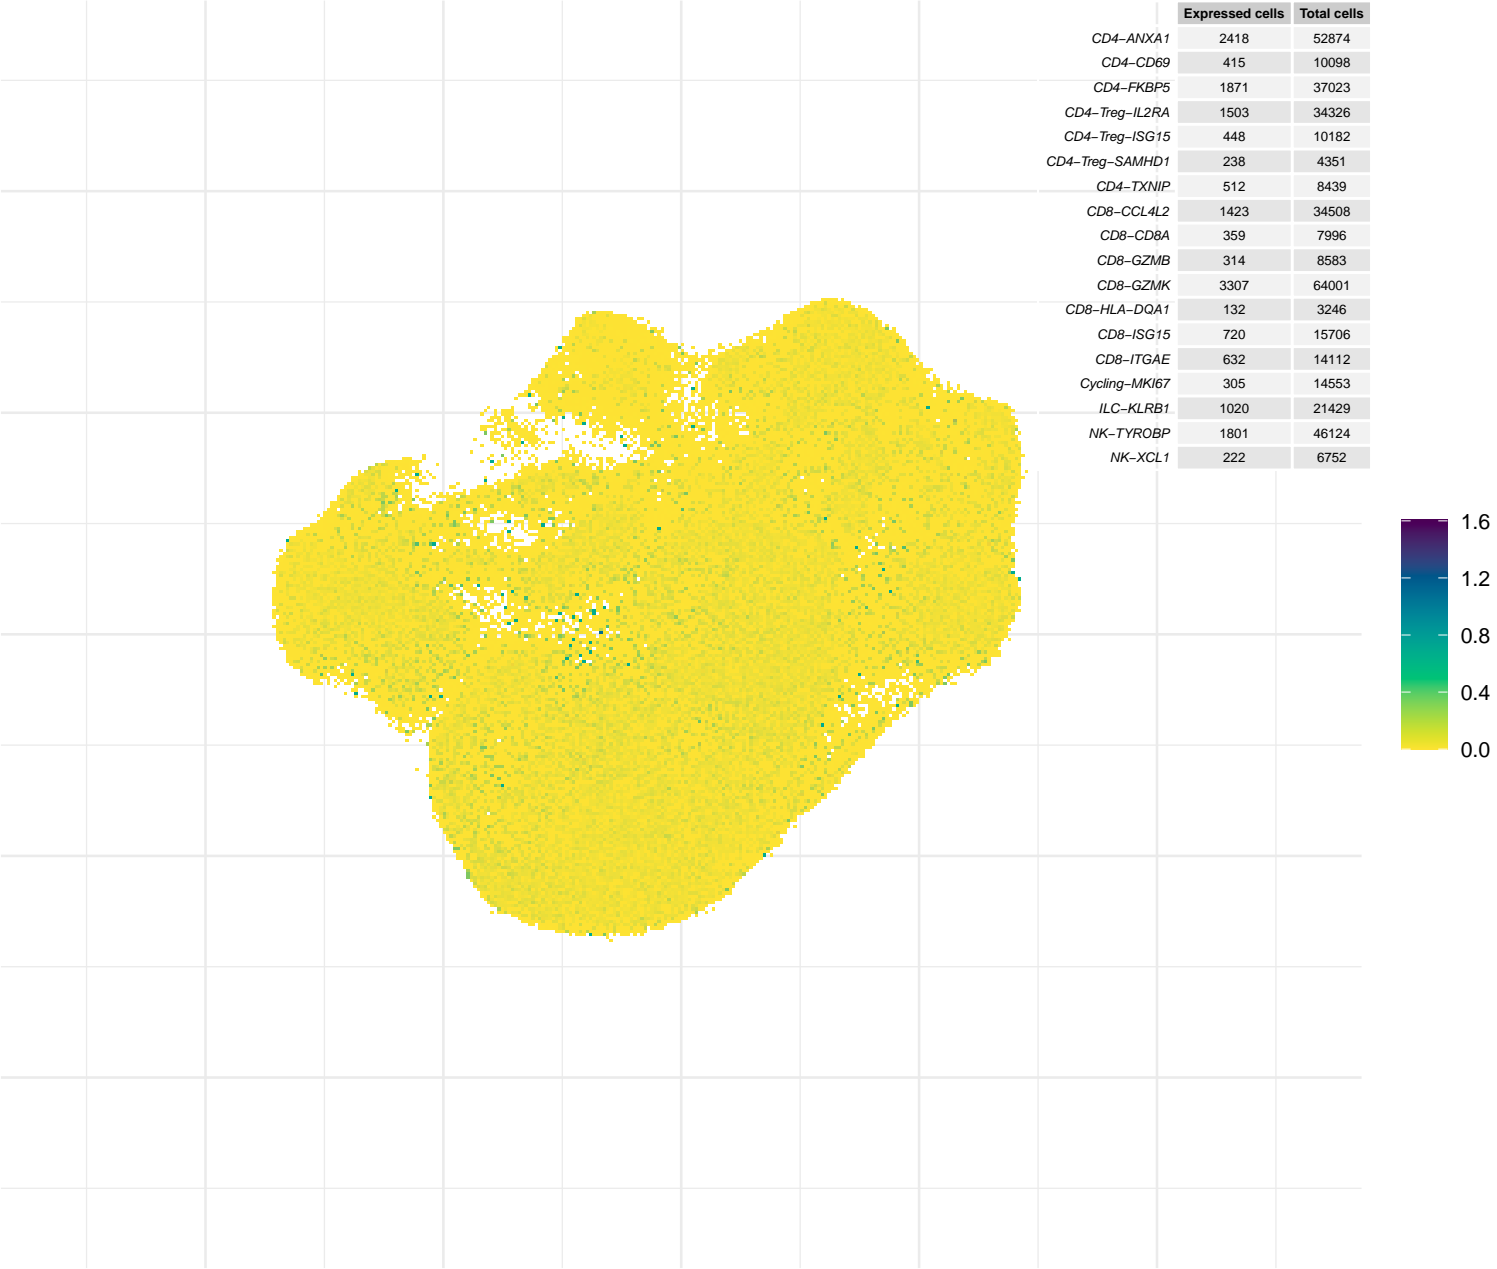 Expressed cells Total cells
CD4−ANXA1 2418 52874
CD4−CD69 415 10098
CD4−FKBP5 1871 37023
CD4−Treg−IL2RA 1503 34326
CD4−Treg−ISG15 448 10182
CD4−Treg−SAMHD1 238 4351
CD4−TXNIP 512 8439
CD8−CCL4L2 1423 34508
CD8−CD8A 359 7996
CD8−GZMB 314 8583
CD8−GZMK 3307 64001
CD8−HLA−DQA1 132 3246
CD8−ISG15 720 15706
CD8−ITGAE 632 14112
Cycling−MKI67 305 14553
ILC−KLRB1 1020 21429
NK−TYROBP 1801 46124
NK−XCL1 222 6752
1.6
1.2
0.8
0.4
0.0